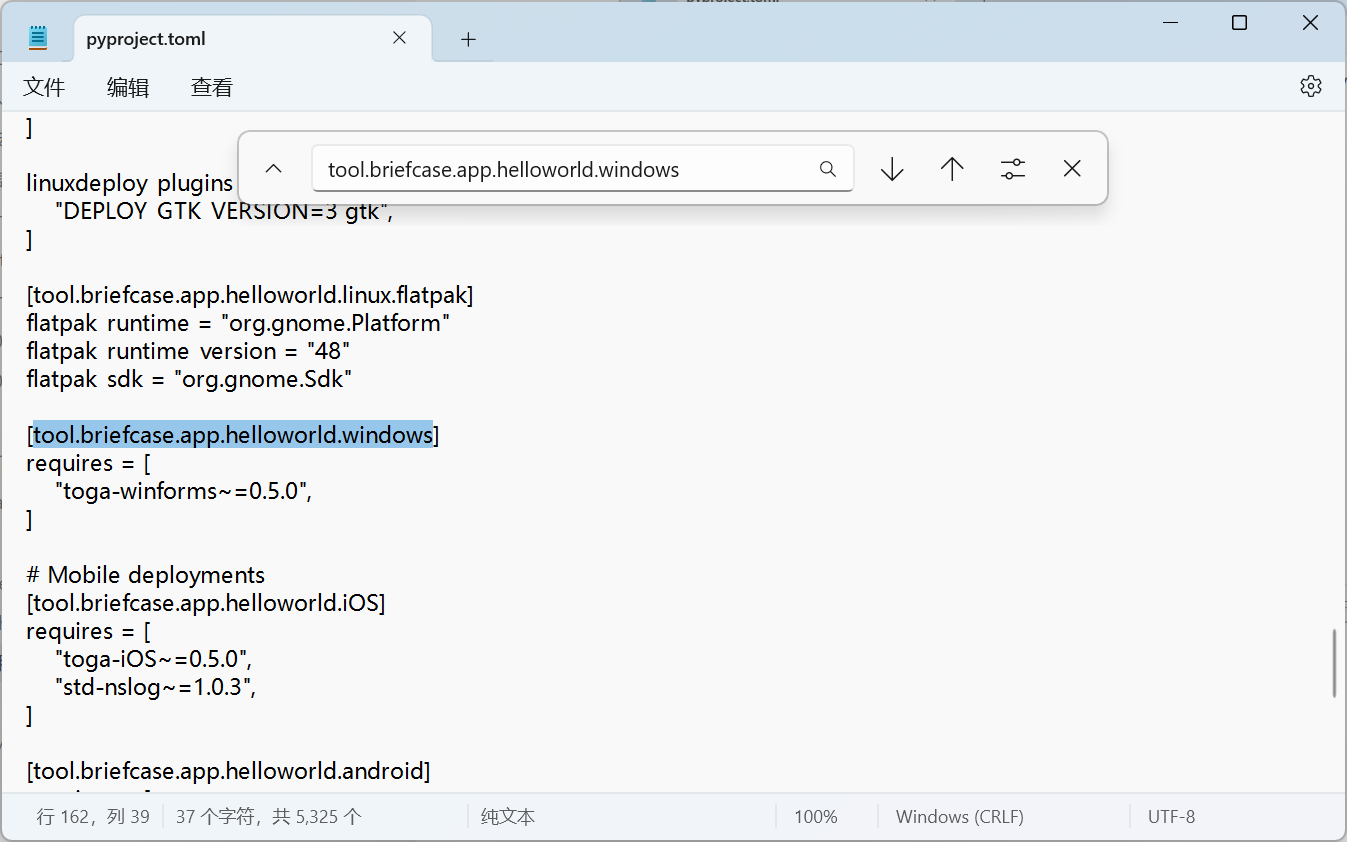 pyproject.toml
文件 编辑 查看
]
tool.briefcase.app.helloworld.windows
linuxdeploy plugins
"DEPLOY GTK VERSION=3 gtk",
]
[tool.briefcase.app.helloworld.linux.flatpak]
flatpak runtime = "org.gnome.Platform"
flatpak runtime version = "48"
flatpak sdk = "org.gnome.Sdk"
[tool.briefcase.app.helloworld.windows]
requires = [
"toga-winforms~=0.5.0",
]
# Mobile deployments
[tool.briefcase.app.helloworld.iOS]
requires = [
"toga-iOS~=0.5.0",
"std-nslog~=1.0.3",
]
[tool.briefcase.app.helloworld.android]
行 162，列 39 37 个字符，共 5,325 个 纯文本 100% Windows (CRLF) UTF-8